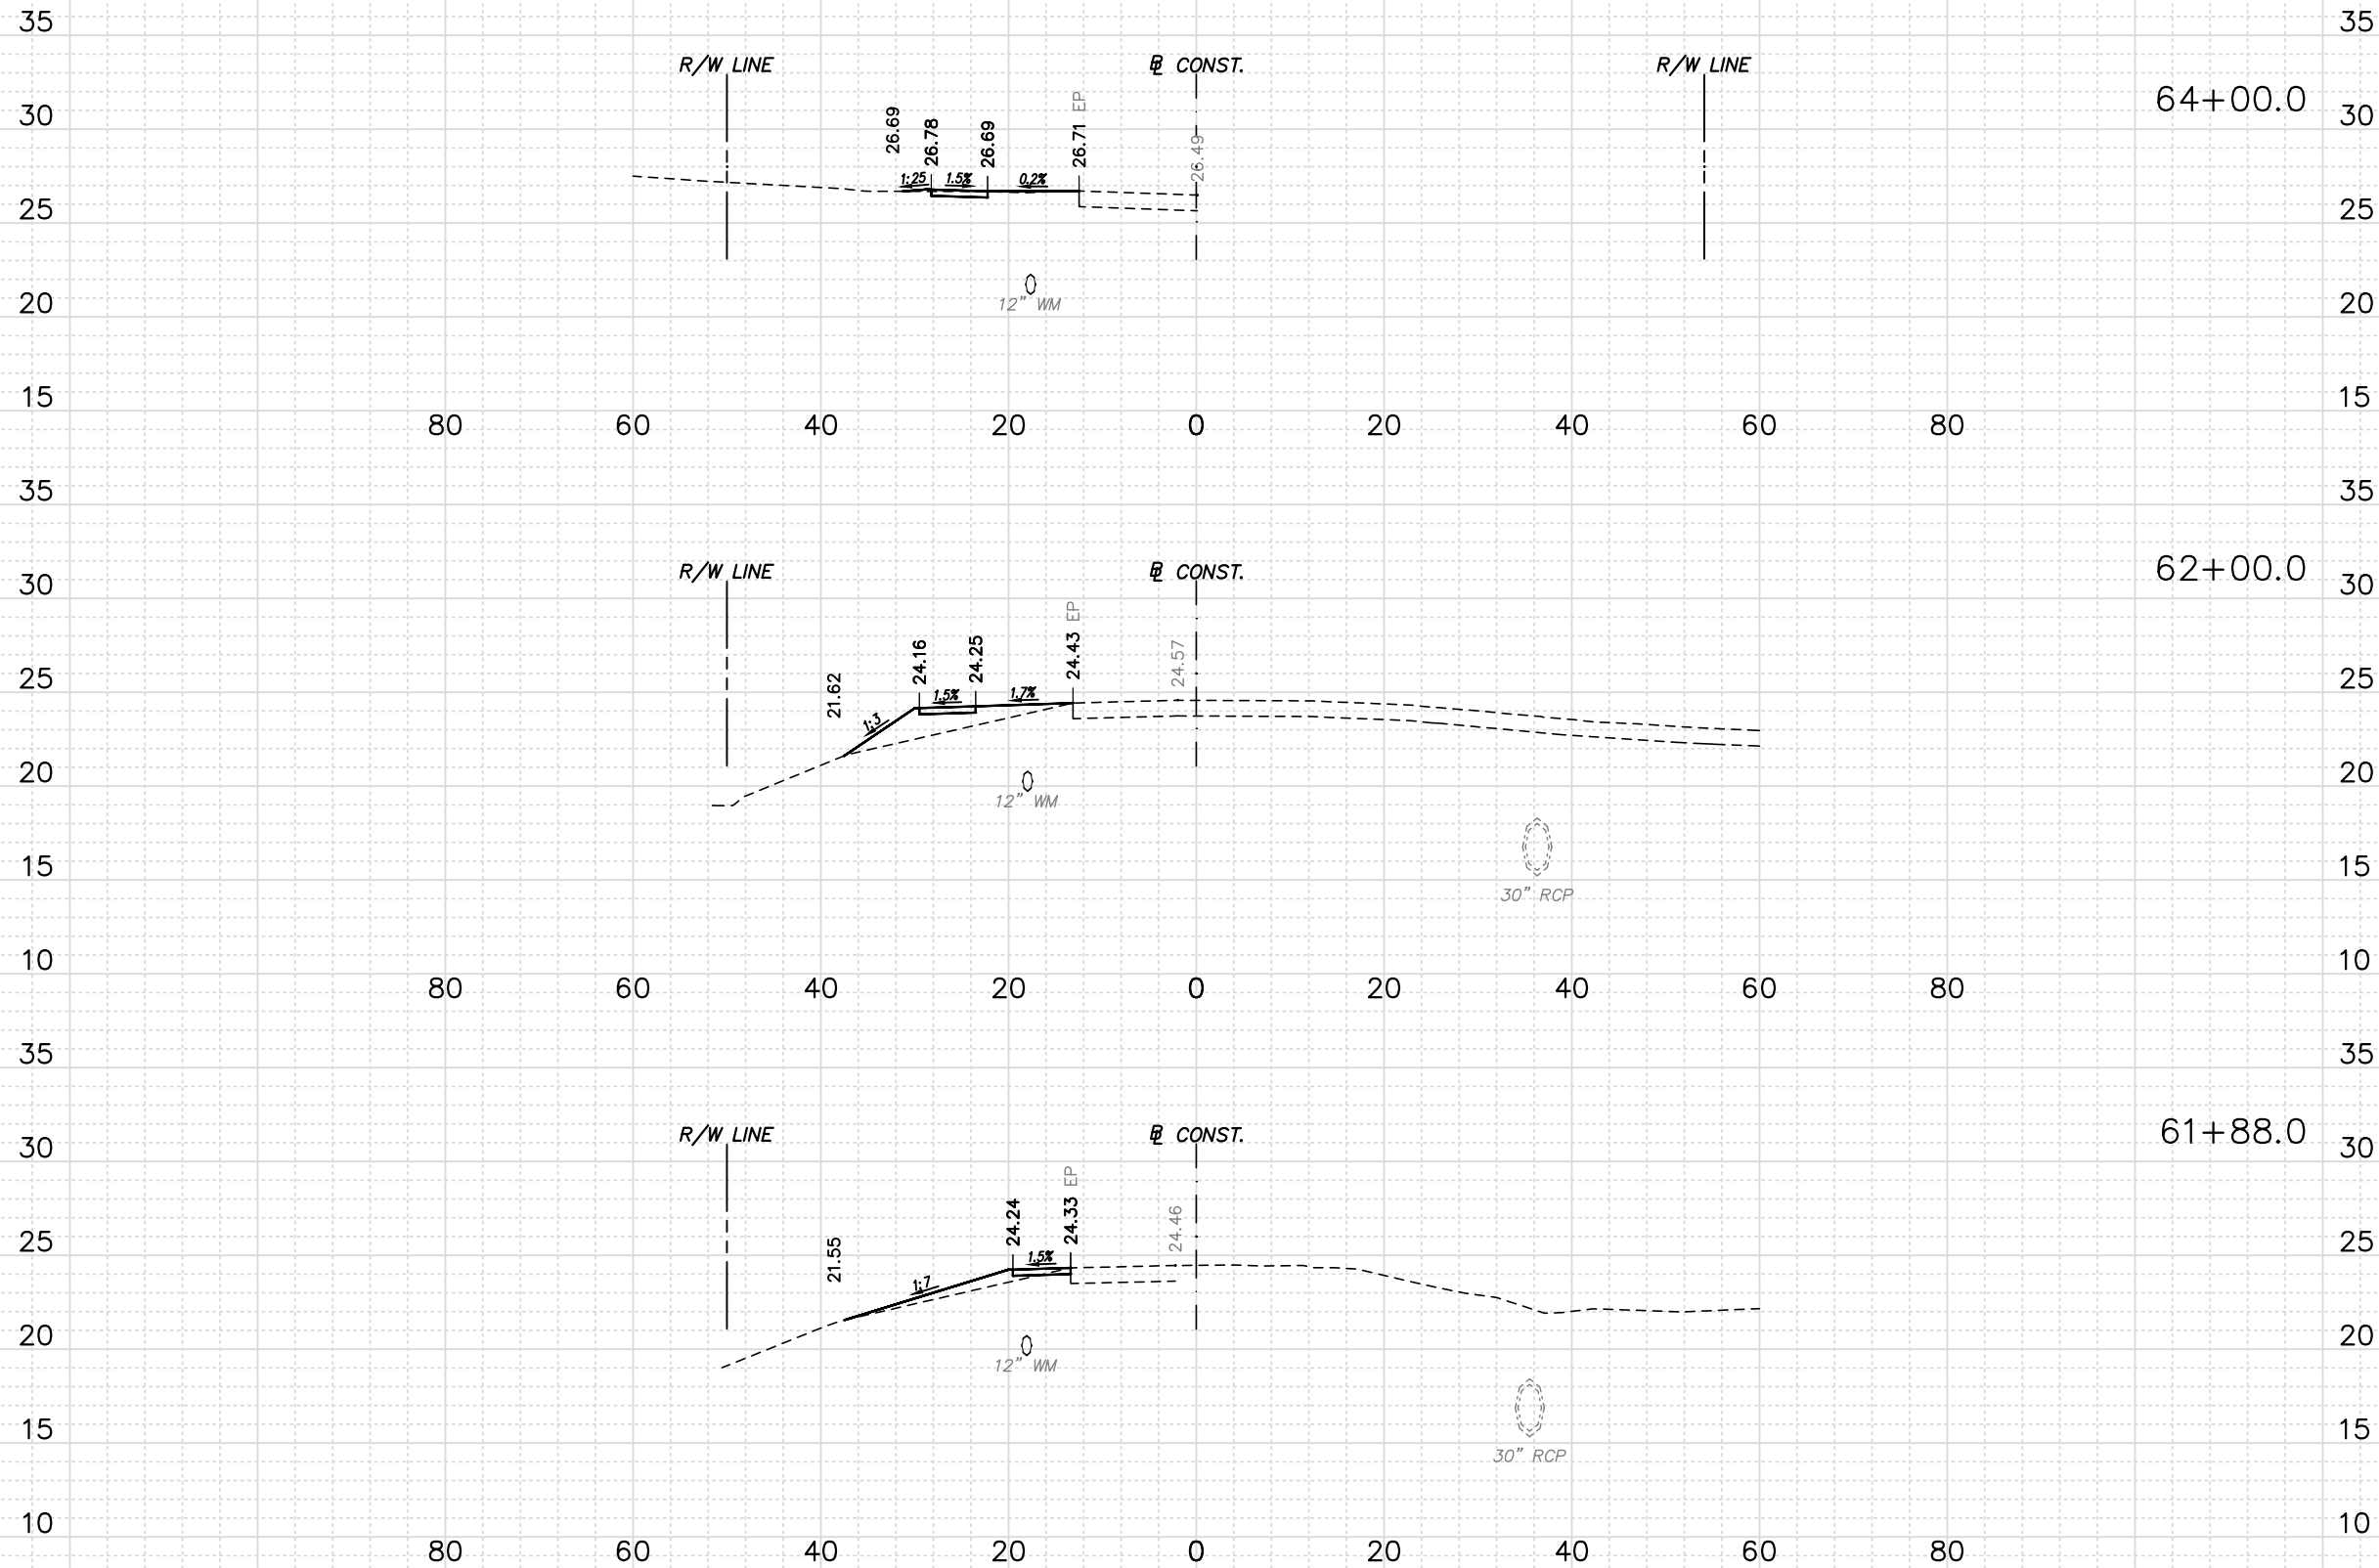 35 35
R/W LINE ⅊ CONST. R/W LINE
64+00.0
30 30
26.69 26.78 26.69 26.71 EP 26.49
1:25 1.5% 0.2%
25 25
20 20
12" WM
15 15
80 60 40 20 0 20 40 60 80
35 35
R/W LINE ⅊ CONST.
62+00.0
30 30
21.62 24.16 24.25 24.43 EP 24.57
25 25
1:3 1.5% 1.7%
20 20
12" WM
15 15
30" RCP
10 10
80 60 40 20 0 20 40 60 80
35 35
R/W LINE ⅊ CONST.
61+88.0
30 30
21.55 24.24 24.33 EP 24.46
25 25
1:7 1.5%
20 20
12" WM
15 15
30" RCP
10 10
80 60 40 20 0 20 40 60 80